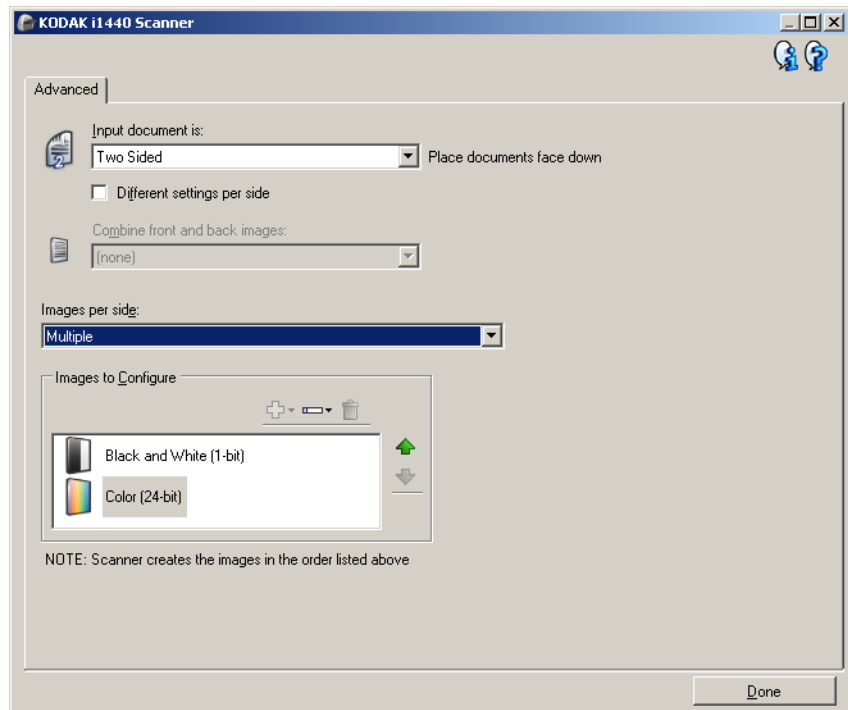 KODAK i1440 Scanner
Advanced
Input document is:
Two Sided
Place documents face down
Different settings per side
Combine front and back images:
(none)
Images per side:
Multiple
Images to Configure
Black and White (1-bit)
Color (24-bit)
NOTE: Scanner creates the images in the order listed above
Done